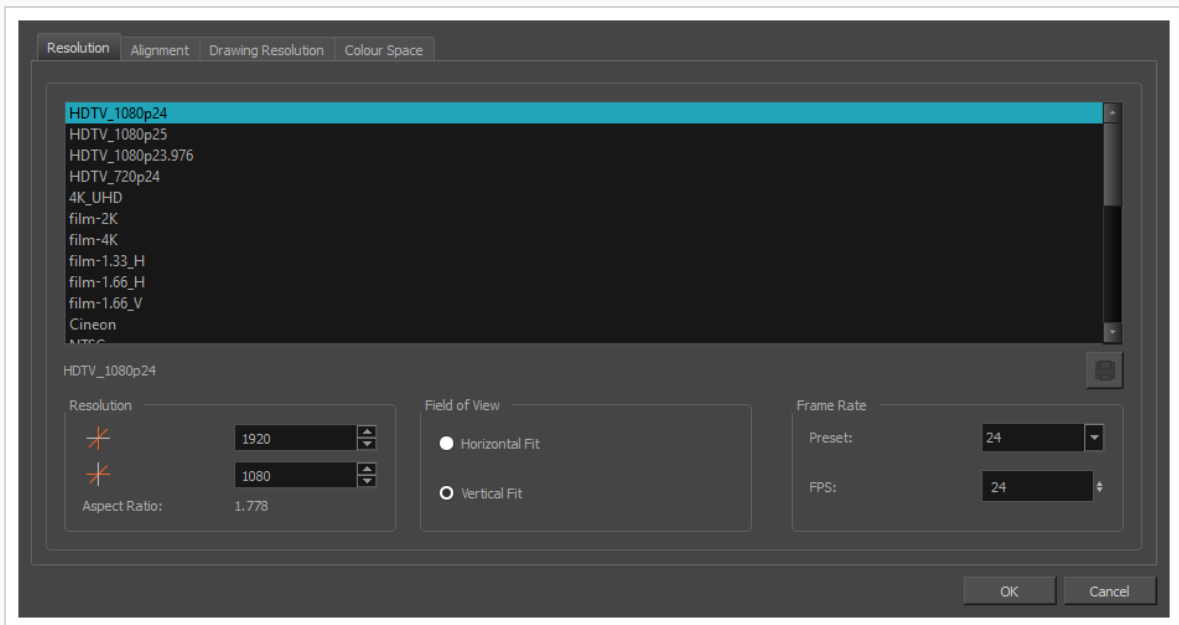 Resolution Alignment Drawing Resolution Colour Space
HDTV_1080p24
HDTV_1080p25
HDTV_1080p23.976
HDTV_720p24
4K_UHD
film-2K
film-4K
film-1.33_H
film-1.66_H
film-1.66_V
Cineon
NTSC
HDTV_1080p24
Resolution
1920
1080
Aspect Ratio: 1.778
Field of View
Horizontal Fit
Vertical Fit
Frame Rate
Preset: 24
FPS: 24
OK Cancel